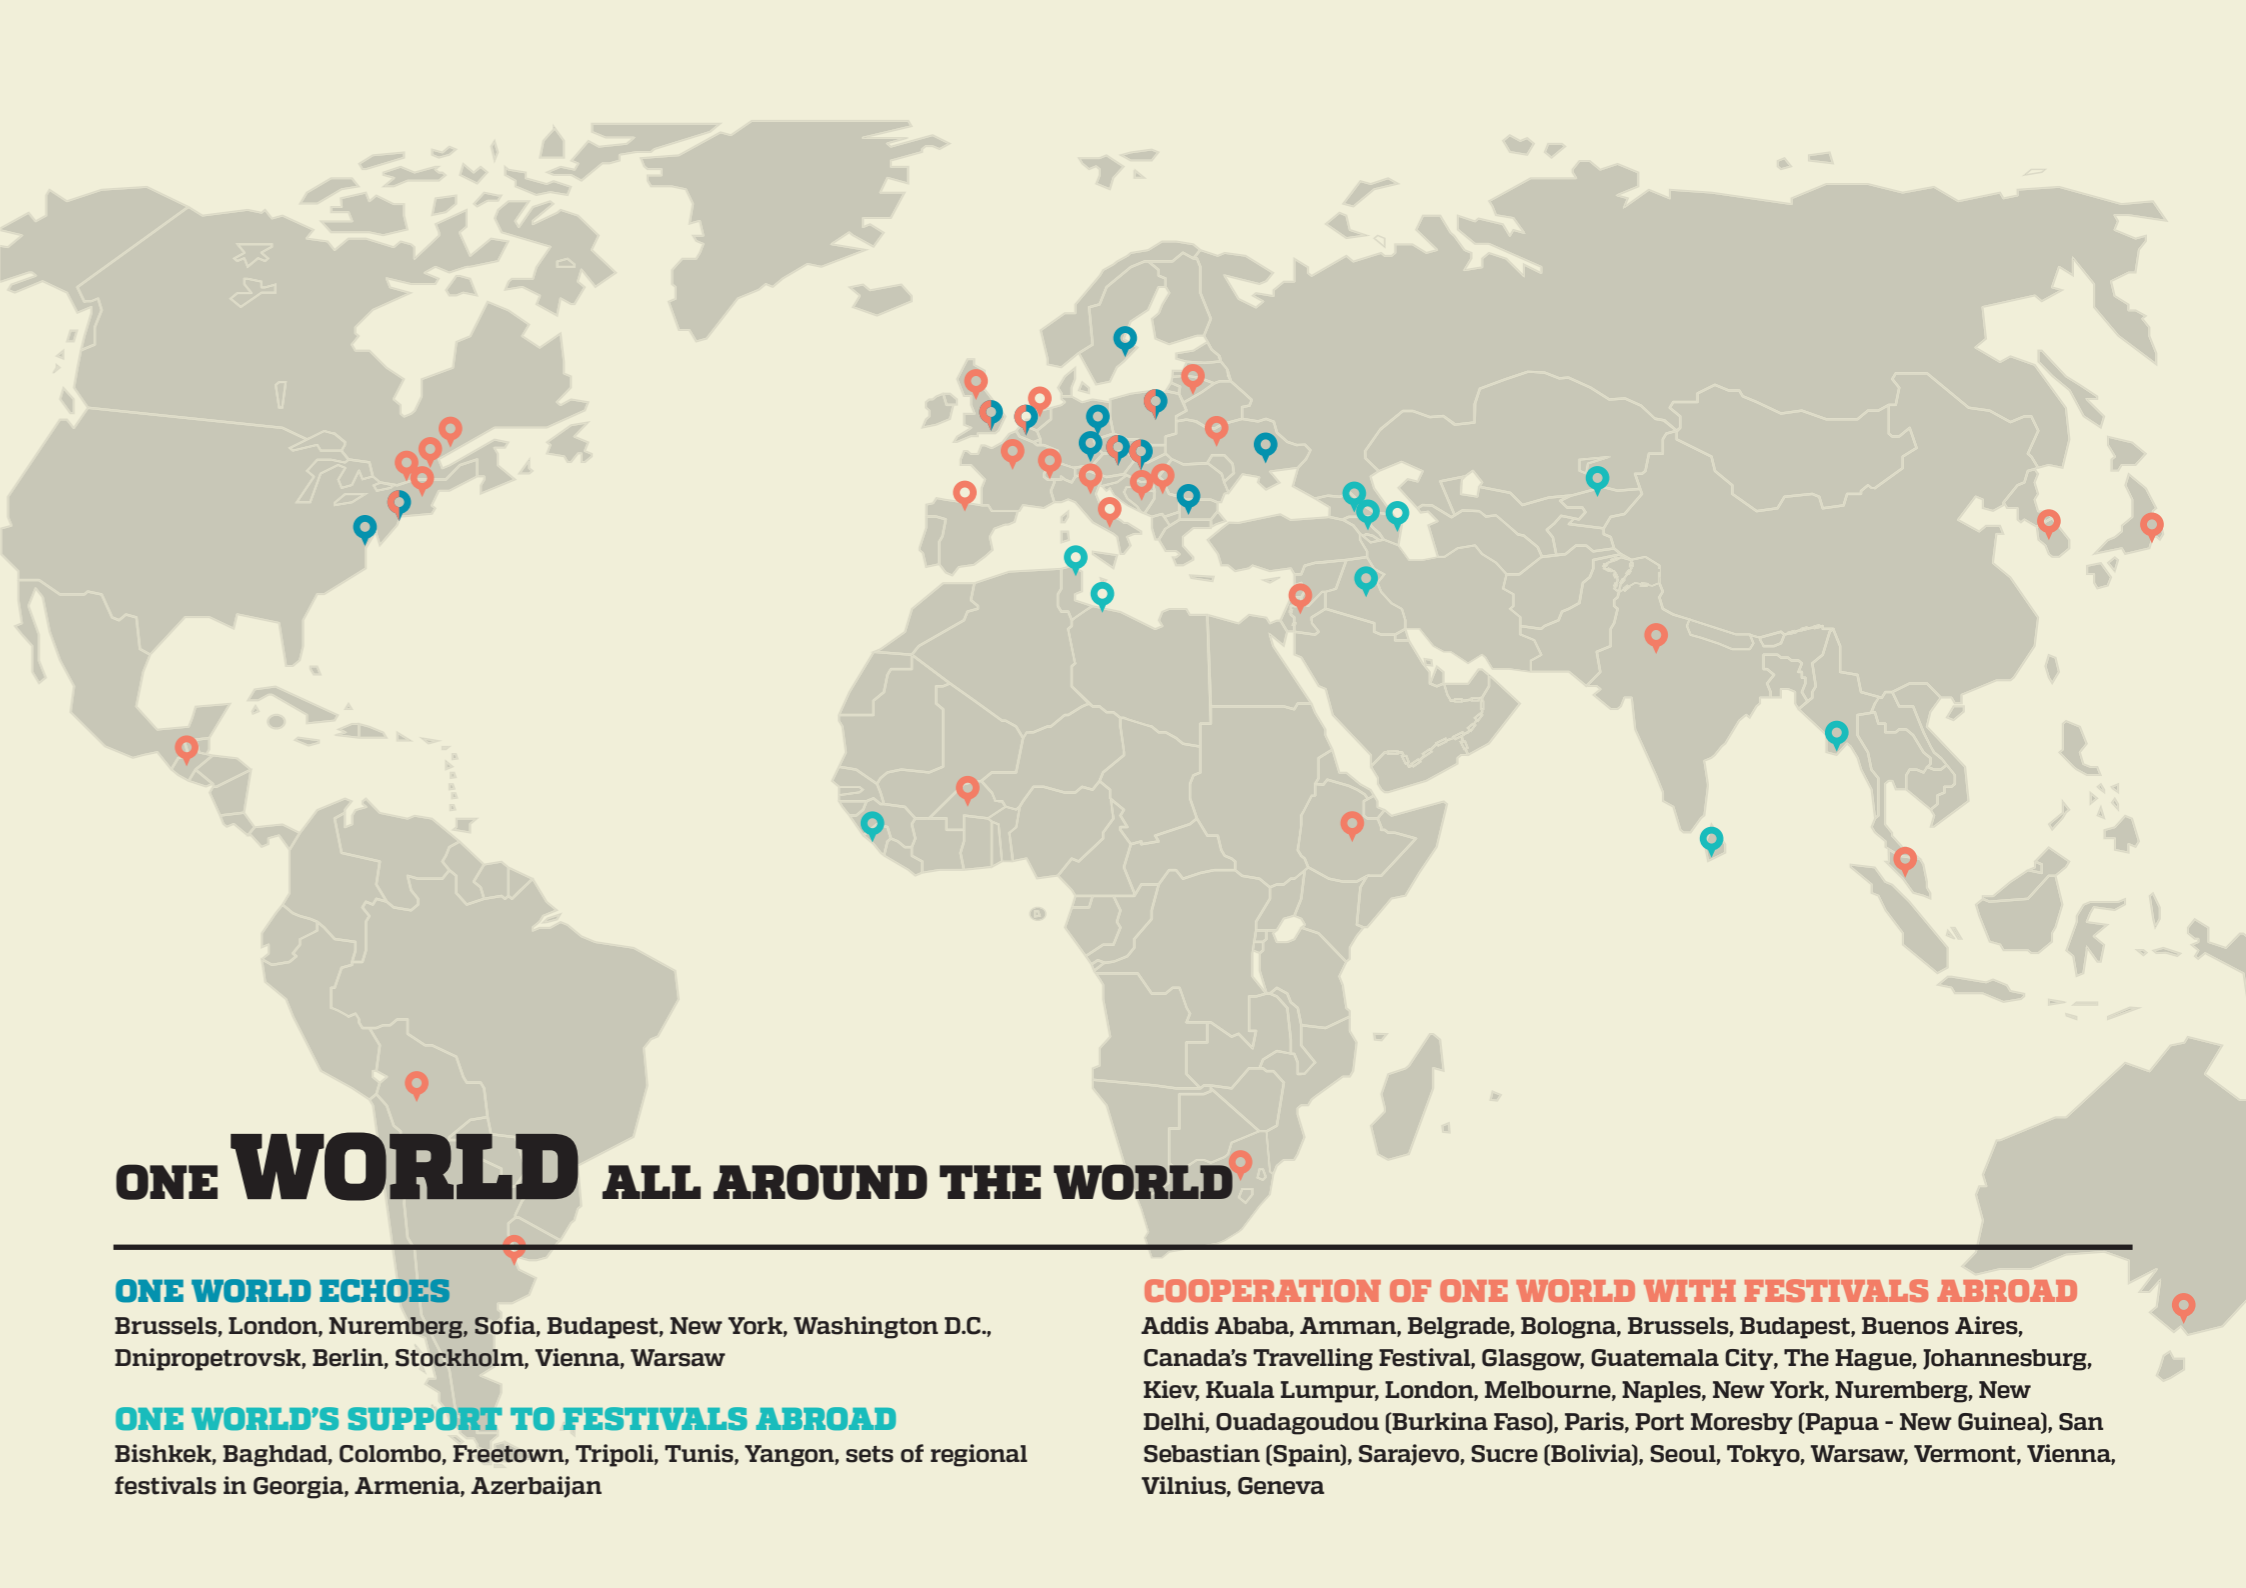 ONE WORLD ALL AROUND THE WORLD
ONE WORLD ECHOES
Brussels, London, Nuremberg, Sofia, Budapest, New York, Washington D.C.,
Dnipropetrovsk, Berlin, Stockholm, Vienna, Warsaw
ONE WORLD'S SUPPORT TO FESTIVALS ABROAD
Bishkek, Baghdad, Colombo, Freetown, Tripoli, Tunis, Yangon, sets of regional
festivals in Georgia, Armenia, Azerbaijan
COOPERATION OF ONE WORLD WITH FESTIVALS ABROAD
Addis Ababa, Amman, Belgrade, Bologna, Brussels, Budapest, Buenos Aires,
Canada's Travelling Festival, Glasgow, Guatemala City, The Hague, Johannesburg,
Kiev, Kuala Lumpur, London, Melbourne, Naples, New York, Nuremberg, New
Delhi, Ouadagoudou (Burkina Faso), Paris, Port Moresby (Papua - New Guinea), San
Sebastian (Spain), Sarajevo, Sucre (Bolivia), Seoul, Tokyo, Warsaw, Vermont, Vienna,
Vilnius, Geneva